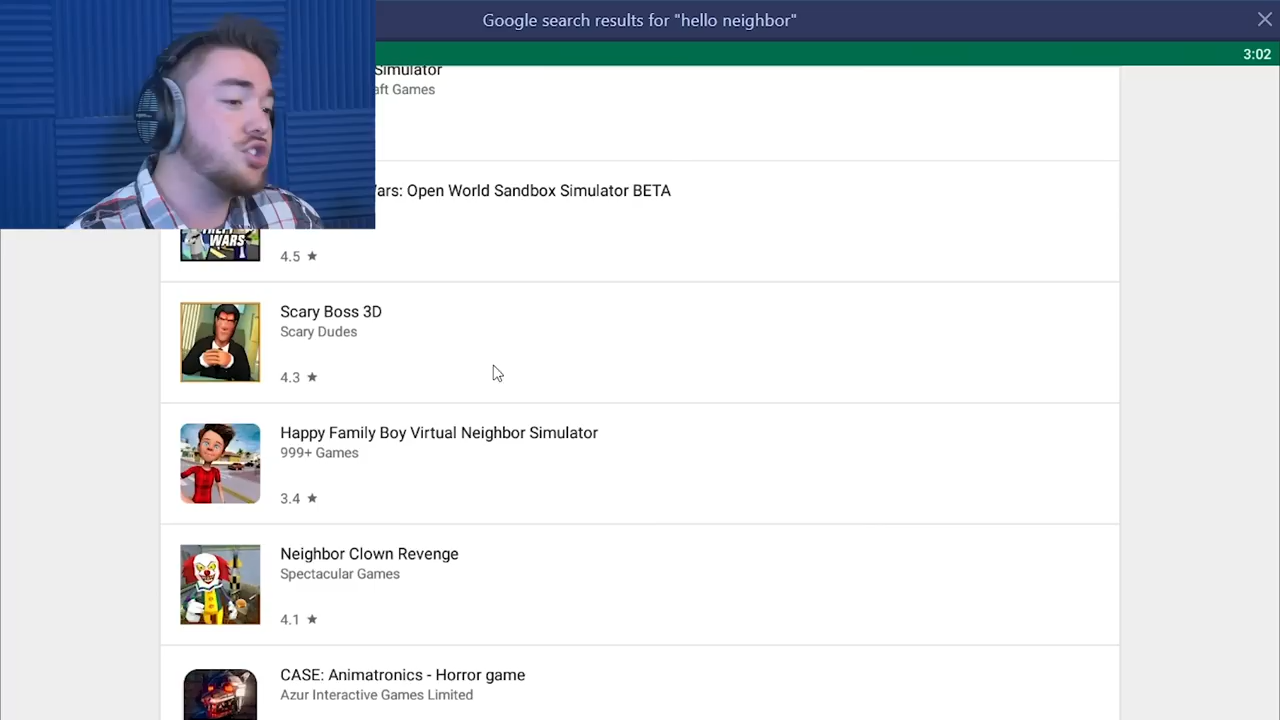 Google search results for "hello neighbor"
3:02
Simulator
aft Games
ars: Open World Sandbox Simulator BETA
WARS
4.5 ★
Scary Boss 3D
Scary Dudes
4.3 ★
Happy Family Boy Virtual Neighbor Simulator
999+ Games
3.4 ★
Neighbor Clown Revenge
Spectacular Games
4.1 ★
CASE: Animatronics - Horror game
Azur Interactive Games Limited